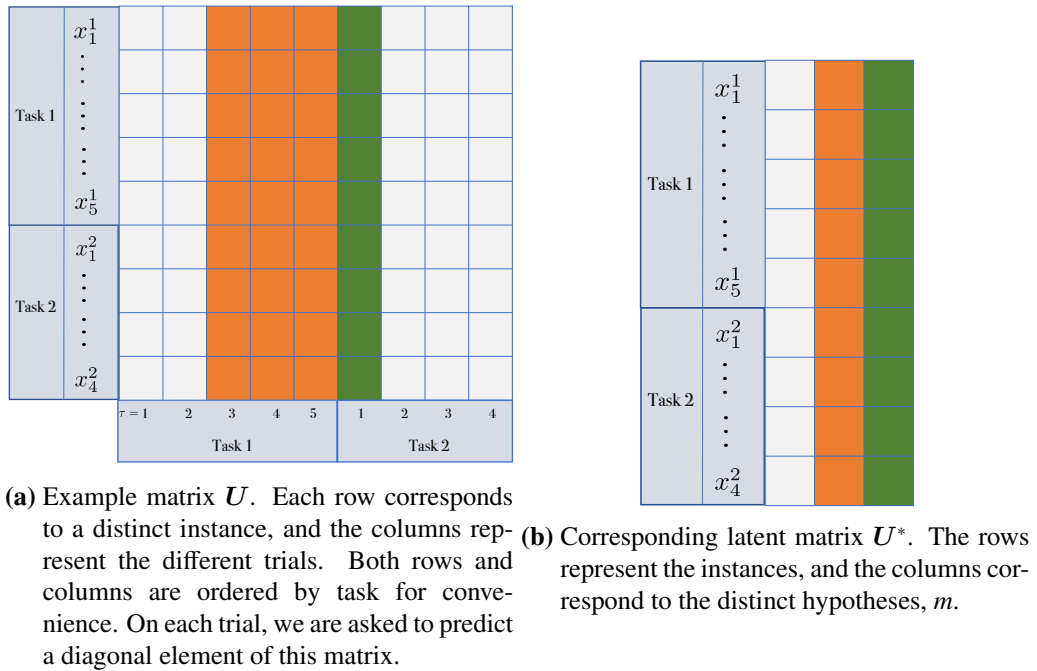 Task 1
x_1^1
x_5^1
Task 2
x_1^2
x_4^2
τ = 1 2 3 4 5 1 2 3 4
Task 1 Task 2
(a) Example matrix U. Each row corresponds
to a distinct instance, and the columns rep-
resent the different trials. Both rows and
columns are ordered by task for conve-
nience. On each trial, we are asked to predict
a diagonal element of this matrix.
Task 1
x_1^1
x_5^1
Task 2
x_1^2
x_4^2
(b) Corresponding latent matrix U*. The rows
represent the instances, and the columns cor-
respond to the distinct hypotheses, m.